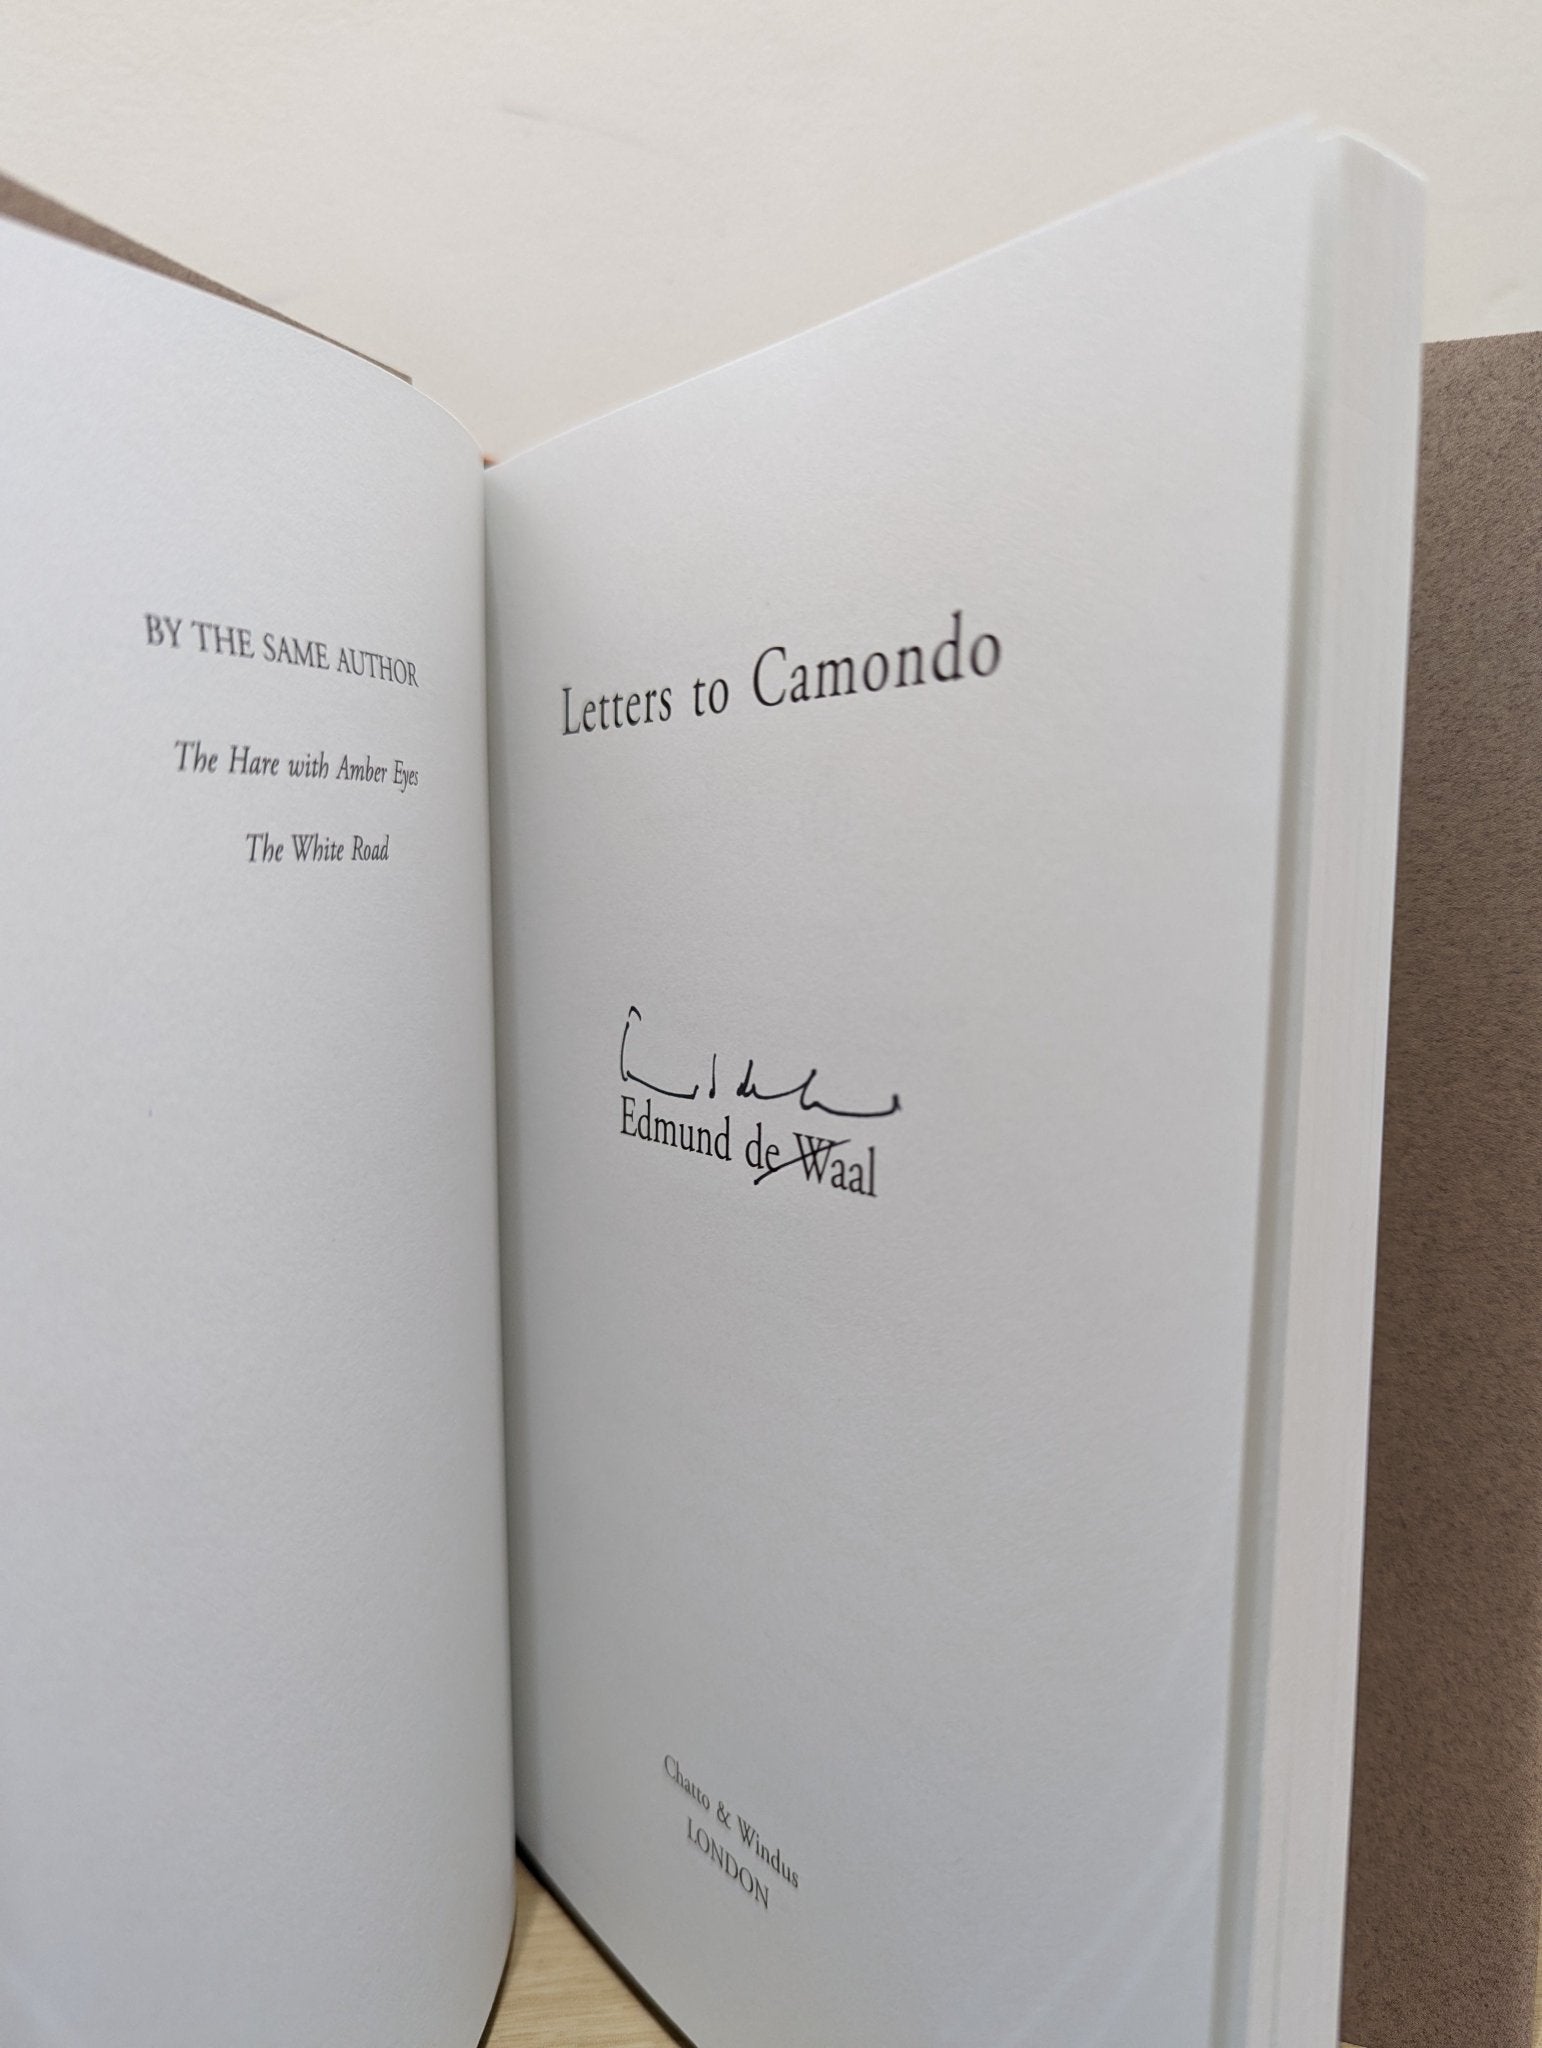 BY THE SAME AUTHOR
The Hare with Amber Eyes
The White Road
Letters to Camondo
Edmund de Waal
Chatto & Windus
LONDON